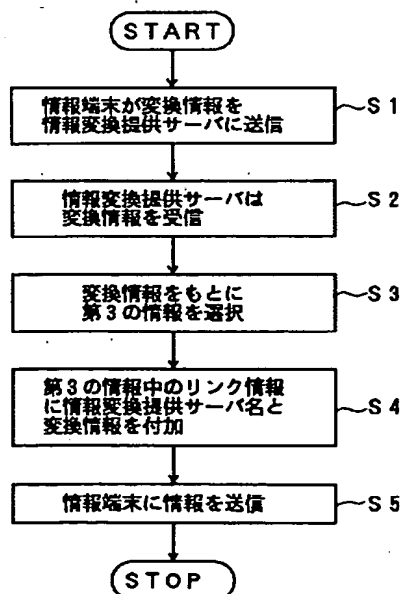 START
情報端末が変換情報を
情報変換提供サーバに送信
S1
情報変換提供サーバは
変換情報を受信
S2
変換情報をもとに
第3の情報を選択
S3
第3の情報中のリンク情報
に情報変換提供サーバ名と
変換情報を付加
S4
情報端末に情報を送信
S5
STOP